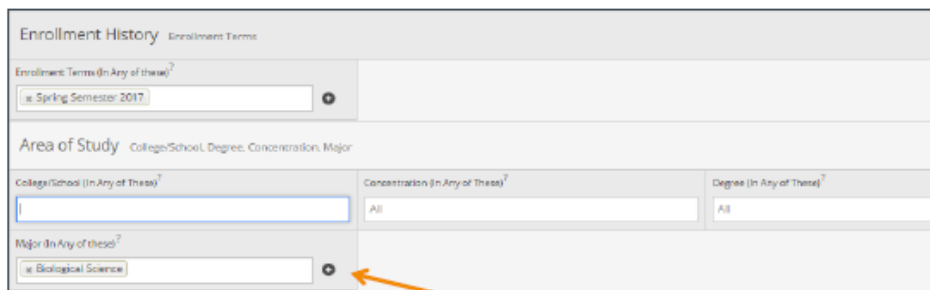 Enrollment History Enrollment Terms
Enrollment Terms (In Any of these)?
x Spring Semester 2017
Area of Study College/School, Degree, Concentration, Major
College/School (In Any of These)? Concentration (In Any of These)? Degree (In Any of These)?
All All
Major (In Any of these)?
x Biological Science